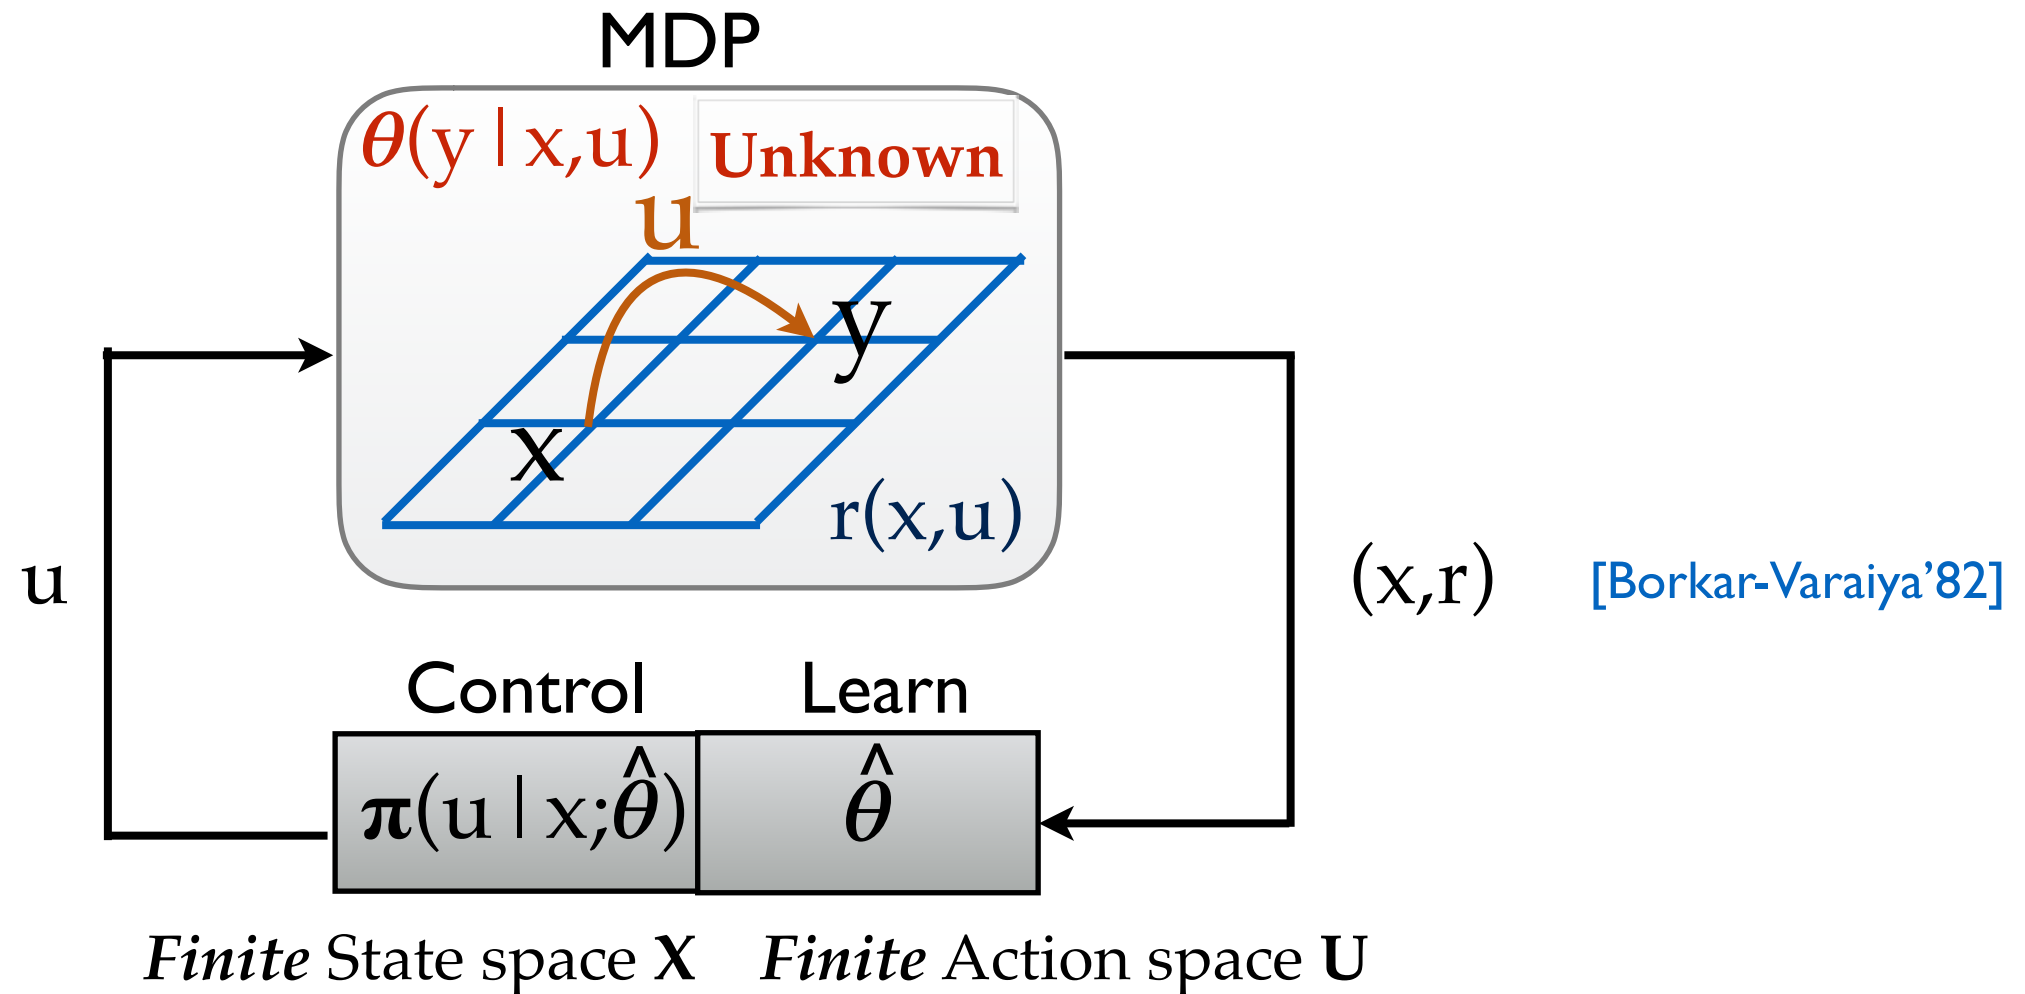 MDP
θ(y | x,u)
Unknown
u
y
x
r(x,u)
u
(x,r)
[Borkar-Varaiya'82]
Control
Learn
π(u | x;θ̂)
θ̂
Finite State space X
Finite Action space U